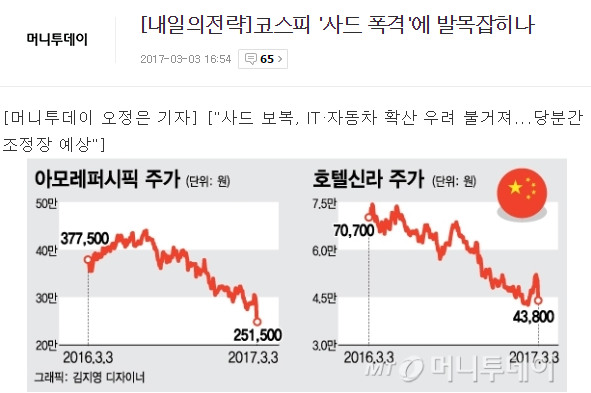 머니투데이
[내일의전략]코스피 '사드 폭격'에 발목잡히나
2017-03-03 16:54
65
[머니투데이 오정은 기자] ["사드 보복, IT·자동차 확산 우려 불거져...당분간
조정장 예상"]
아모레퍼시픽 주가 (단위: 원)
50만
40만
30만
20만
377,500
251,500
2016,3,3
2017,3,3
호텔신라 주가 (단위: 원)
7.5만
6.0만
4.5만
3.0만
70,700
43,800
2016,3,3
2017,3,3
그래픽: 김지영 디자이너
머니투데이